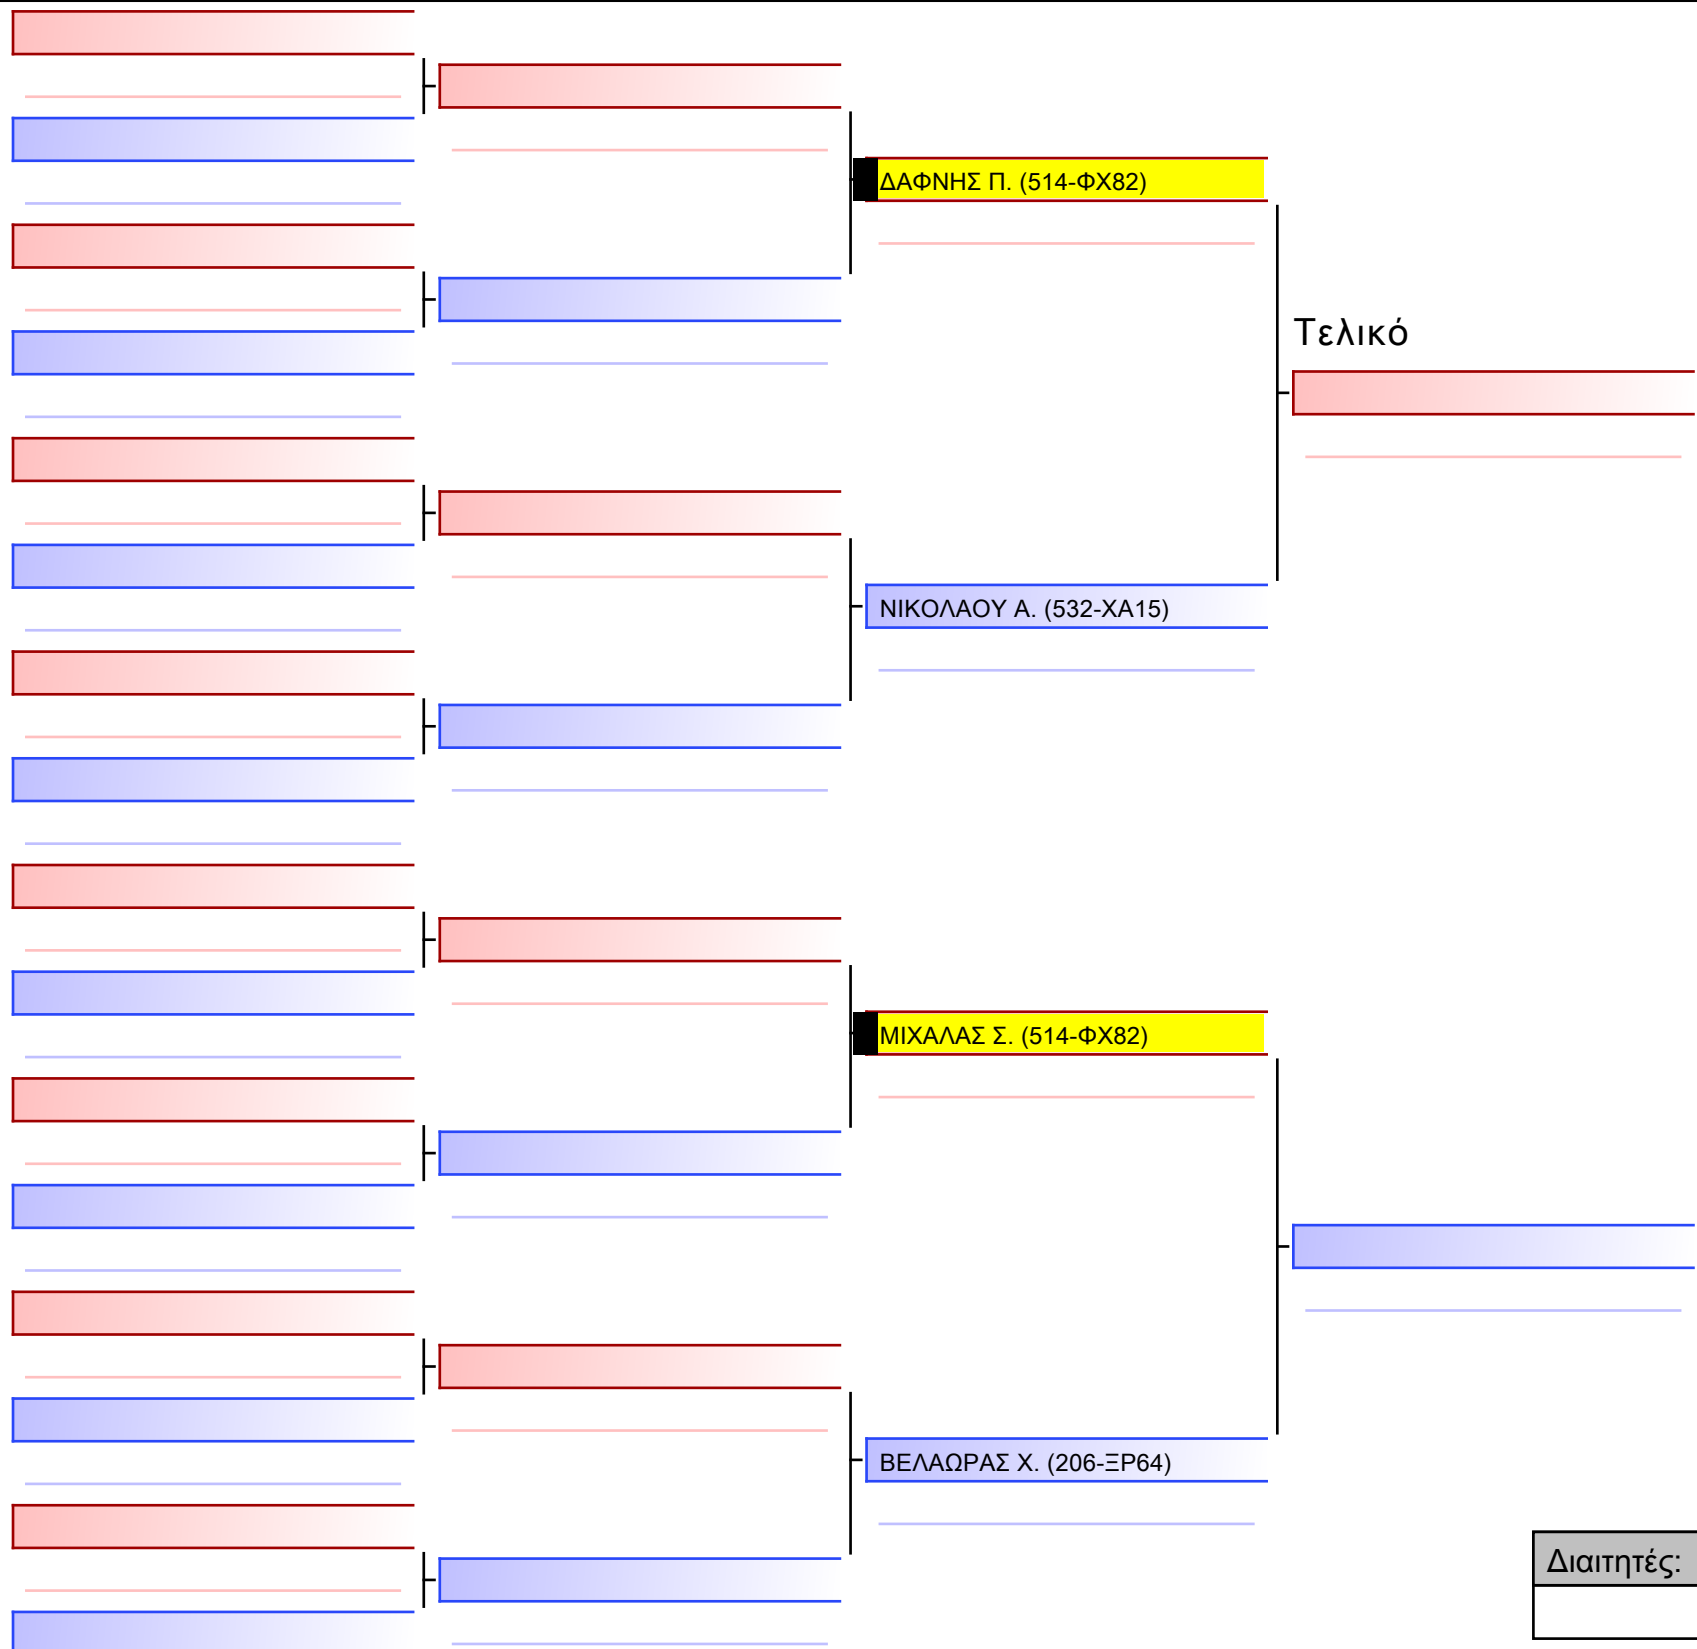 ΔΑΦΝΗΣ Π. (514-ΦΧ82)
Τελικό
ΝΙΚΟΛΑΟΥ Α. (532-ΧΑ15)
ΜΙΧΑΛΑΣ Σ. (514-ΦΧ82)
ΒΕΛΑΩΡΑΣ Χ. (206-ΞΡ64)
Διαιτητές: